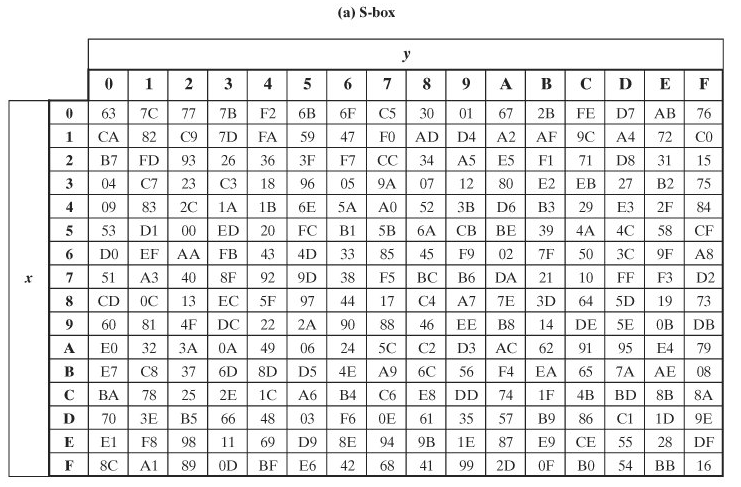 (a) S-box
y
0 1 2 3 4 5 6 7 8 9 A B C D E F
0 63 7C 77 7B F2 6B 6F C5 30 01 67 2B FE D7 AB 76
1 CA 82 C9 7D FA 59 47 F0 AD D4 A2 AF 9C A4 72 C0
2 B7 FD 93 26 36 3F F7 CC 34 A5 E5 F1 71 D8 31 15
3 04 C7 23 C3 18 96 05 9A 07 12 80 E2 EB 27 B2 75
4 09 83 2C 1A 1B 6E 5A A0 52 3B D6 B3 29 E3 2F 84
5 53 D1 00 ED 20 FC B1 5B 6A CB BE 39 4A 4C 58 CF
6 D0 EF AA FB 43 4D 33 85 45 F9 02 7F 50 3C 9F A8
x 7 51 A3 40 8F 92 9D 38 F5 BC B6 DA 21 10 FF F3 D2
8 CD 0C 13 EC 5F 97 44 17 C4 A7 7E 3D 64 5D 19 73
9 60 81 4F DC 22 2A 90 88 46 EE B8 14 DE 5E 0B DB
A E0 32 3A 0A 49 06 24 5C C2 D3 AC 62 91 95 E4 79
B E7 C8 37 6D 8D D5 4E A9 6C 56 F4 EA 65 7A AE 08
C BA 78 25 2E 1C A6 B4 C6 E8 DD 74 1F 4B BD 8B 8A
D 70 3E B5 66 48 03 F6 0E 61 35 57 B9 86 C1 1D 9E
E E1 F8 98 11 69 D9 8E 94 9B 1E 87 E9 CE 55 28 DF
F 8C A1 89 0D BF E6 42 68 41 99 2D 0F B0 54 BB 16